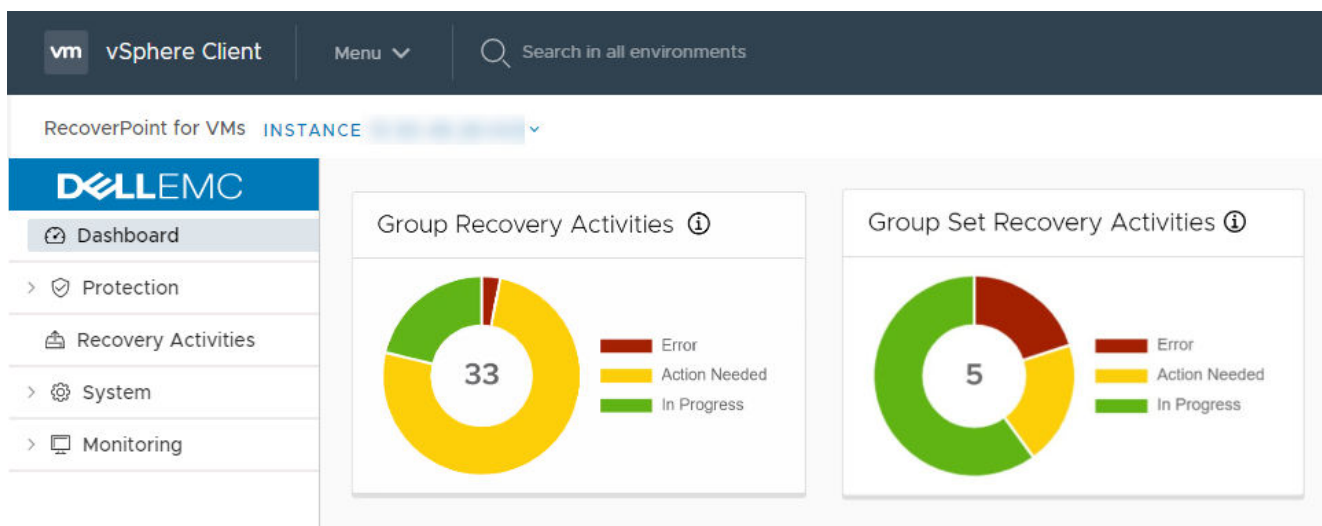 vm vSphere Client Menu Search in all environments
RecoverPoint for VMs INSTANCE
DELLEMC
Dashboard
Protection
Recovery Activities
System
Monitoring
Group Recovery Activities
33
Error
Action Needed
In Progress
Group Set Recovery Activities
5
Error
Action Needed
In Progress